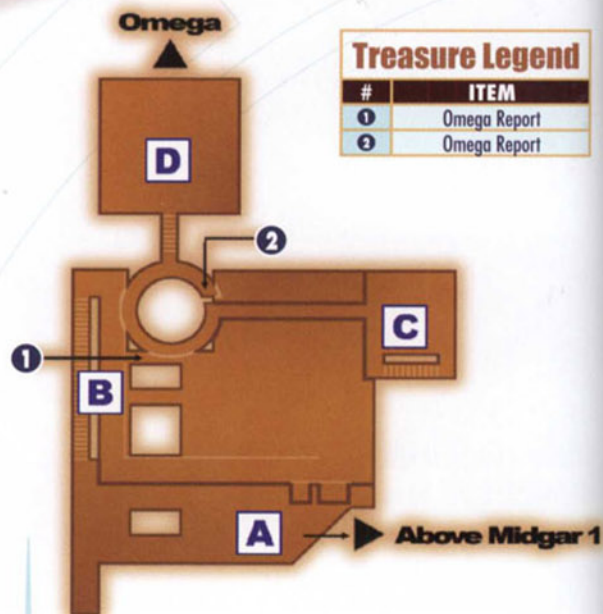 Omega
Treasure Legend
# ITEM
1 Omega Report
2 Omega Report
D
2
C
1
B
A
Above Midgar 1